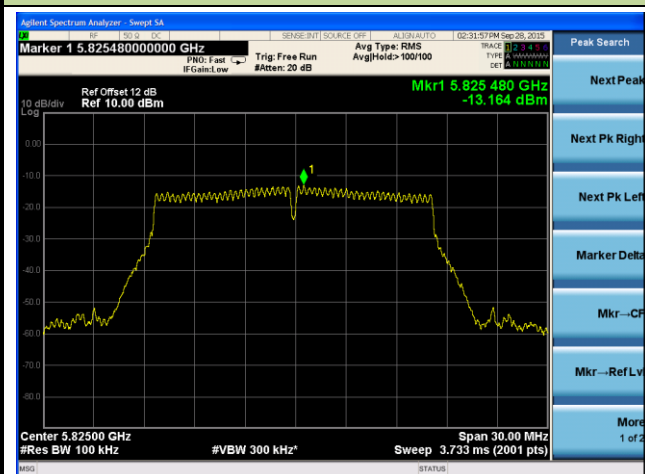 Agilent Spectrum Analyzer - Swept SA
RF 50 Ω DC SENSE:INT SOURCE OFF ALIGNAUTO 02:31:57 PM Sep 28, 2015
Marker 1 5.825480000000 GHz
PNO: Fast
IFGain:Low
Trig: Free Run
#Atten: 20 dB
Avg Type: RMS
Avg|Hold:>100/100
TRACE 1 2 3 4 5 6
TYPE A
DET A N N N N N
Peak Search
Mkr1 5.825 480 GHz
-13.164 dBm
Ref Offset 12 dB
10 dB/div Ref 10.00 dBm
Log
0.00
-10.0
-20.0
-30.0
-40.0
-50.0
-60.0
-70.0
-80.0
1
Center 5.82500 GHz
Span 30.00 MHz
#Res BW 100 kHz
#VBW 300 kHz*
Sweep 3.733 ms (2001 pts)
MSG
STATUS
Next Peak
Next Pk Right
Next Pk Left
Marker Delta
Mkr→CF
Mkr→Ref Lvl
More
1 of 2